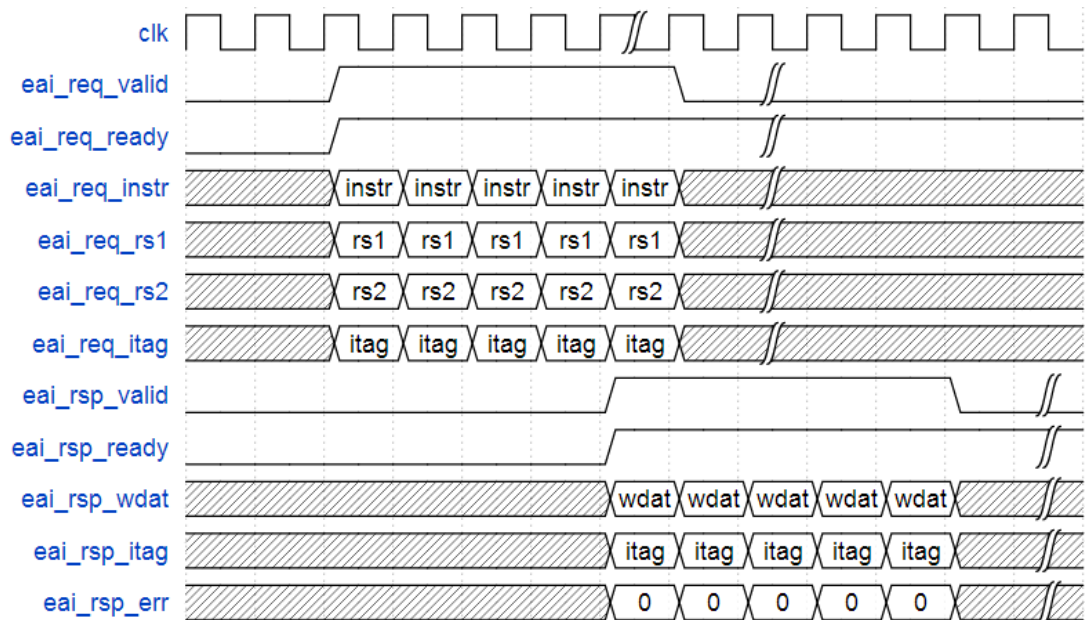 clk
eai_req_valid
eai_req_ready
eai_req_instr instr instr instr instr instr
eai_req_rs1 rs1 rs1 rs1 rs1 rs1
eai_req_rs2 rs2 rs2 rs2 rs2 rs2
eai_req_itag itag itag itag itag itag
eai_rsp_valid
eai_rsp_ready
eai_rsp_wdat wdat wdat wdat wdat wdat
eai_rsp_itag itag itag itag itag itag
eai_rsp_err 0 0 0 0 0